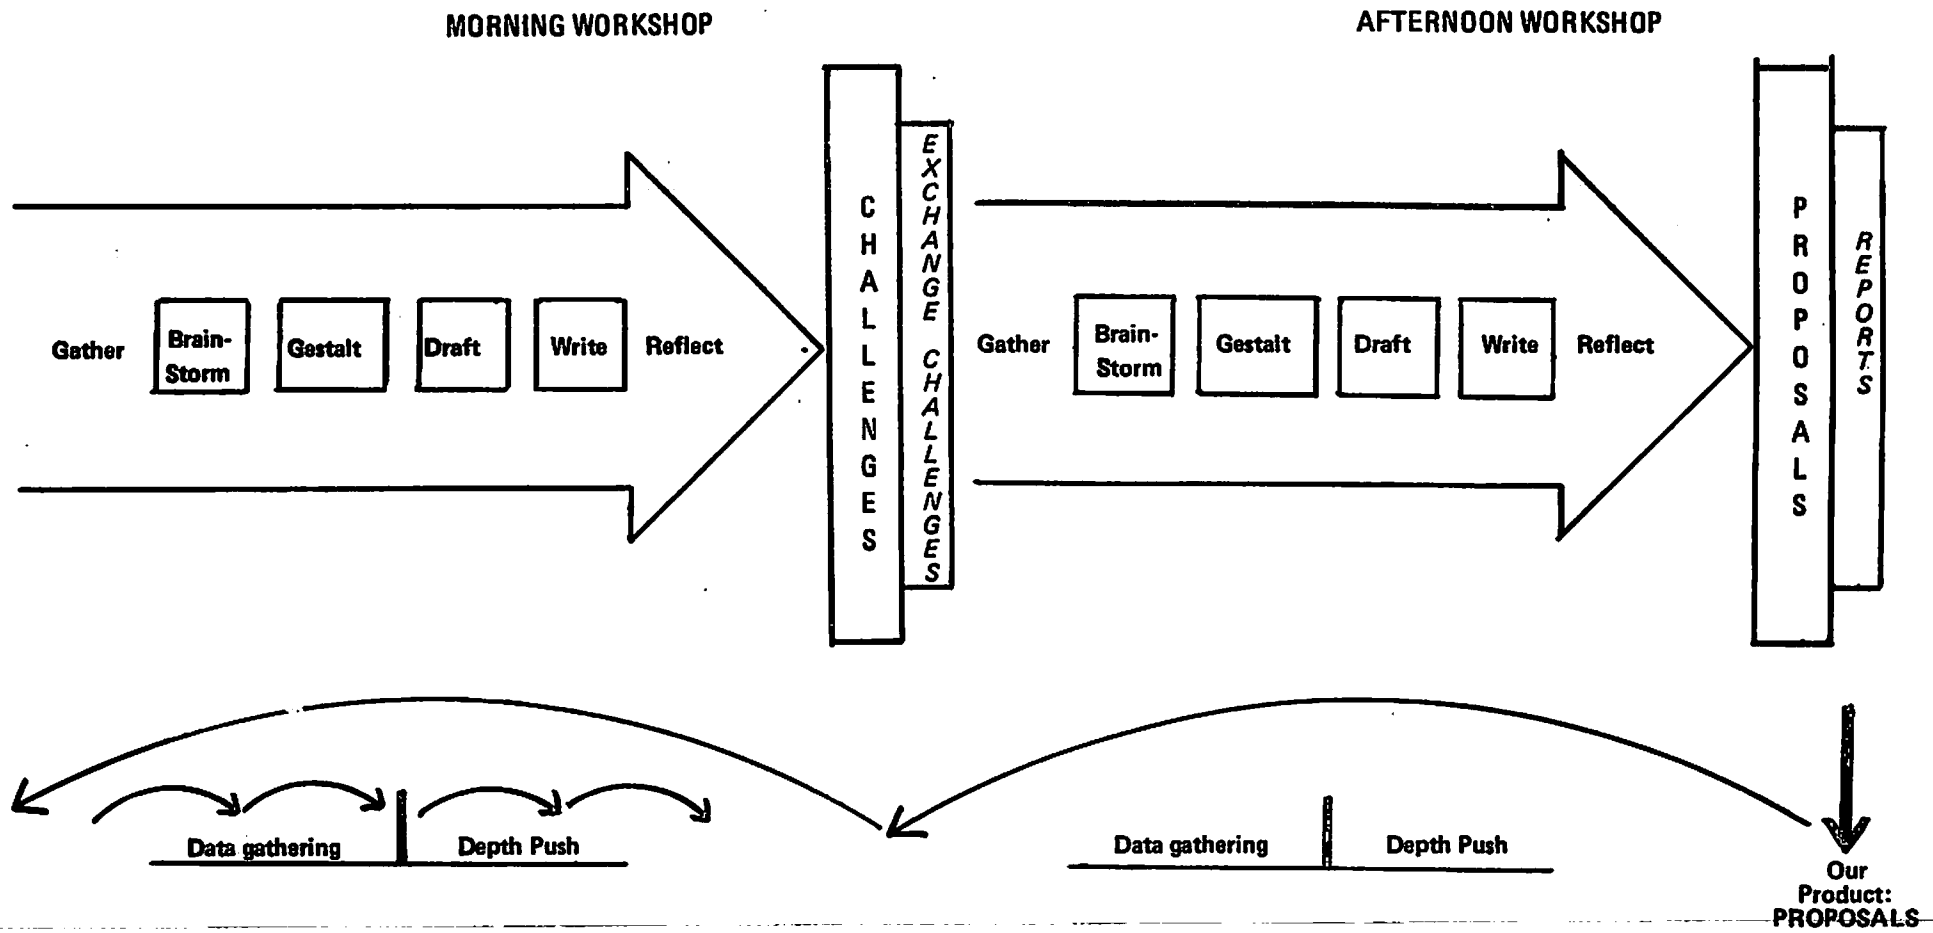 MORNING WORKSHOP
Gather
Brain-
Storm
Gestalt
Draft
Write
Reflect
CHALLENGES
EXCHANGE CHALLENGES
Data gathering
Depth Push
AFTERNOON WORKSHOP
Gather
Brain-
Storm
Gestalt
Draft
Write
Reflect
PROPOSALS
REPORTS
Data gathering
Depth Push
Our
Product:
PROPOSALS